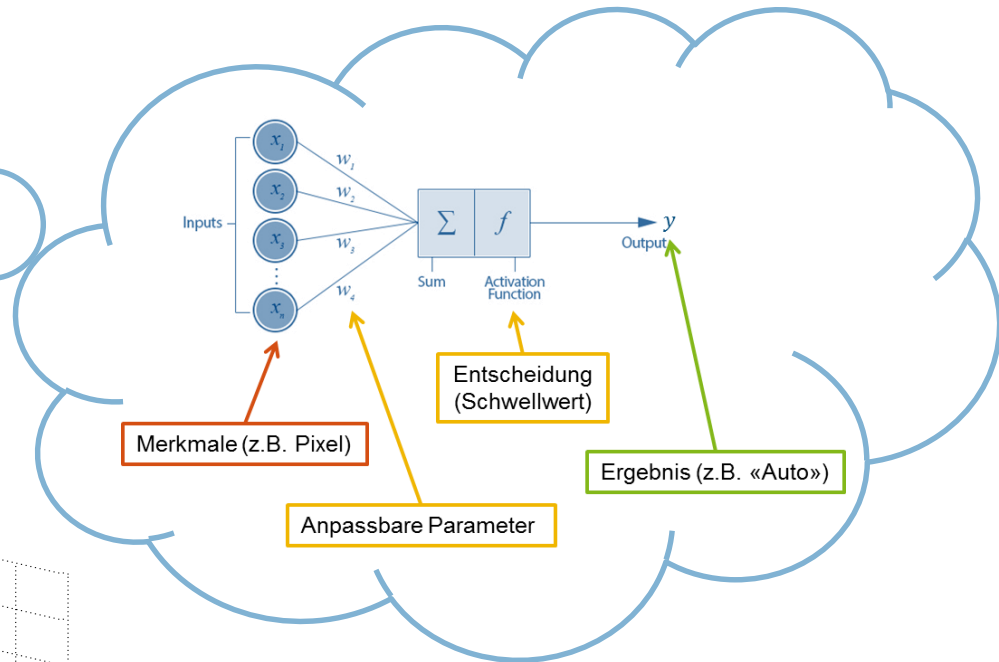 x₁
w₁
x₂
w₂
Inputs
x₃
w₃
⋮
xₙ
w₄
∑
f
y
Output
Sum
Activation
Function
Entscheidung
(Schwellwert)
Merkmale (z.B. Pixel)
Ergebnis (z.B. «Auto»)
Anpassbare Parameter